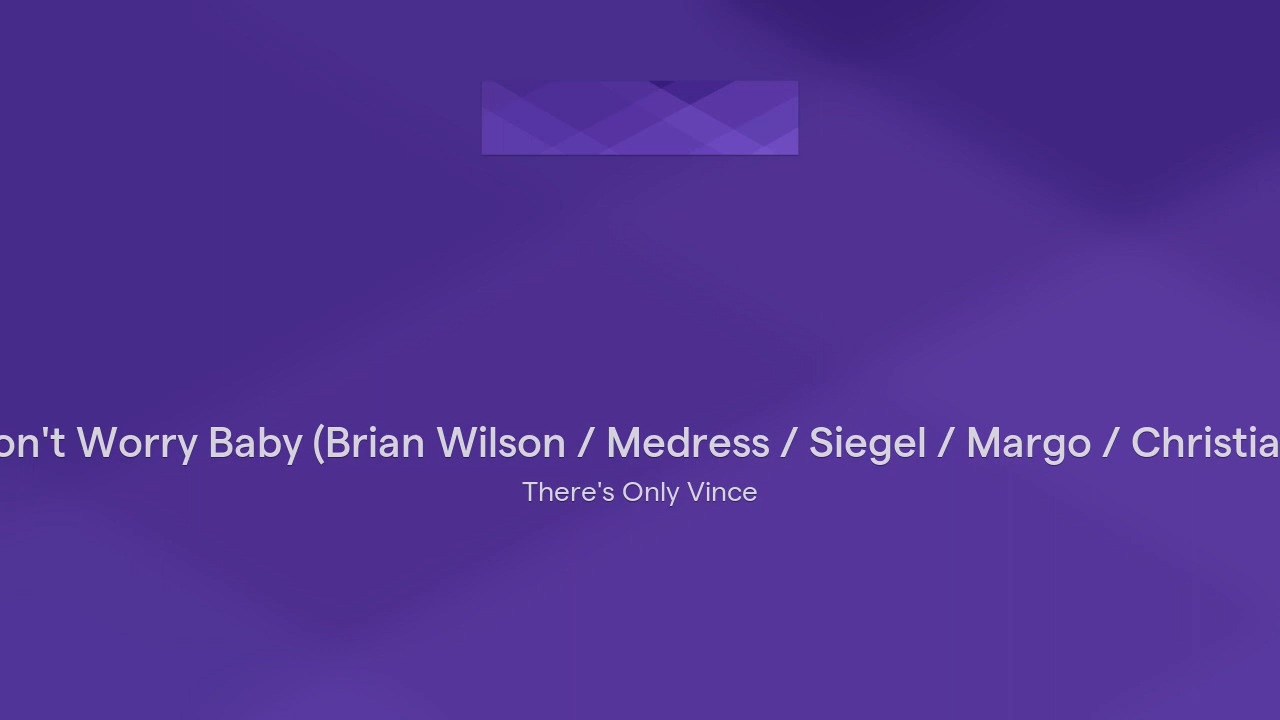 on't Worry Baby (Brian Wilson / Medress / Siegel / Margo / Christia
There's Only Vince